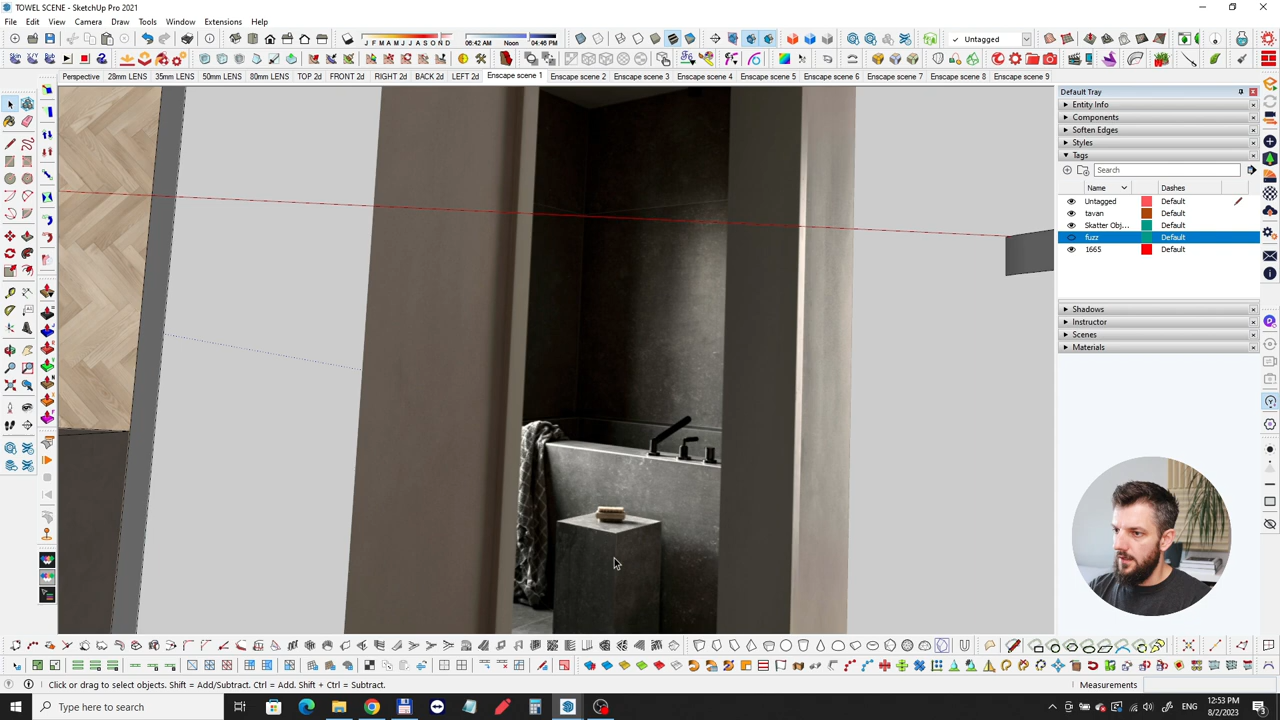 TOWEL SCENE - SketchUp Pro 2021
File Edit View Camera Draw Tools Window Extensions Help
J F M A M J J A S O N D 06:42 AM Noon 04:46 PM Untagged
Perspective 28mm LENS 35mm LENS 50mm LENS 80mm LENS TOP 2d FRONT 2d RIGHT 2d BACK 2d LEFT 2d Enscape scene 1 Enscape scene 2 Enscape scene 3 Enscape scene 4 Enscape scene 5 Enscape scene 6 Enscape scene 7 Enscape scene 8 Enscape scene 9
Default Tray
Entity Info
Components
Soften Edges
Styles
Tags
Search
Name Dashes
Untagged Default
tavan Default
Skatter Obj... Default
fuzz Default
1665 Default
Shadows
Instructor
Scenes
Materials
Click or drag to select objects. Shift = Add/Subtract. Ctrl = Add. Shift + Ctrl = Subtract.
Measurements
Type here to search
12:53 PM
8/2/2023